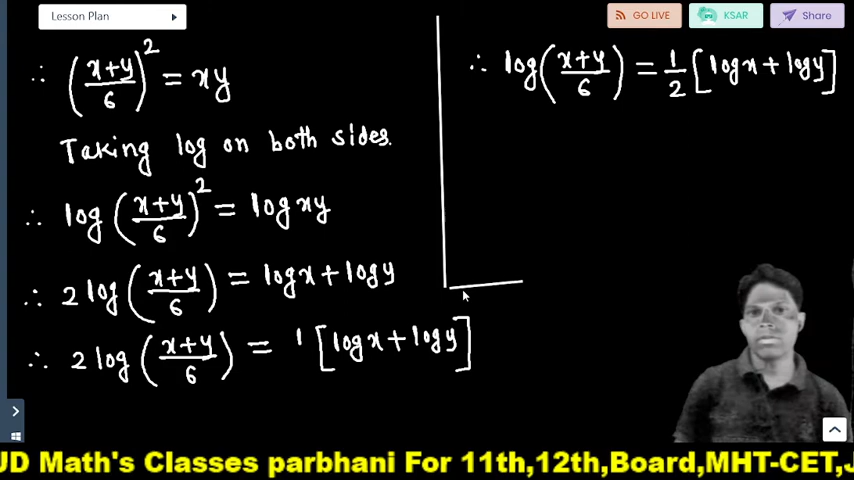 Lesson Plan
GO LIVE
KSAR
Share
∴ ((x+y)/6)² = xy
Taking log on both sides.
∴ log((x+y)/6)² = log xy
∴ 2 log((x+y)/6) = log x + log y
∴ 2 log((x+y)/6) = 1 [log x + log y]
∴ log((x+y)/6) = 1/2 [log x + log y]
UD Math's Classes parbhani For 11th,12th,Board,MHT-CET,J